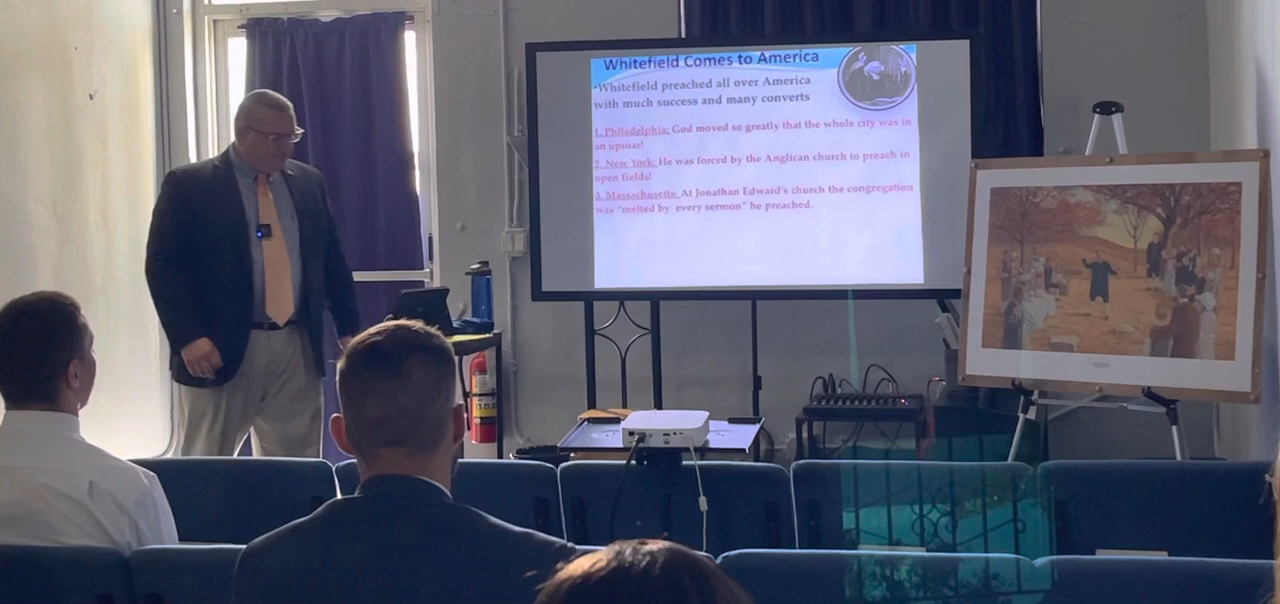 Whitefield Comes to America
•Whitefield preached all over America
with much success and many converts
1. Philadelphia: God moved so greatly that the whole city was in
an uproar!
2. New York: He was forced by the Anglican church to preach in
open fields!
3. Massachusetts: At Jonathan Edward's church the congregation
was "melted by every sermon" he preached.